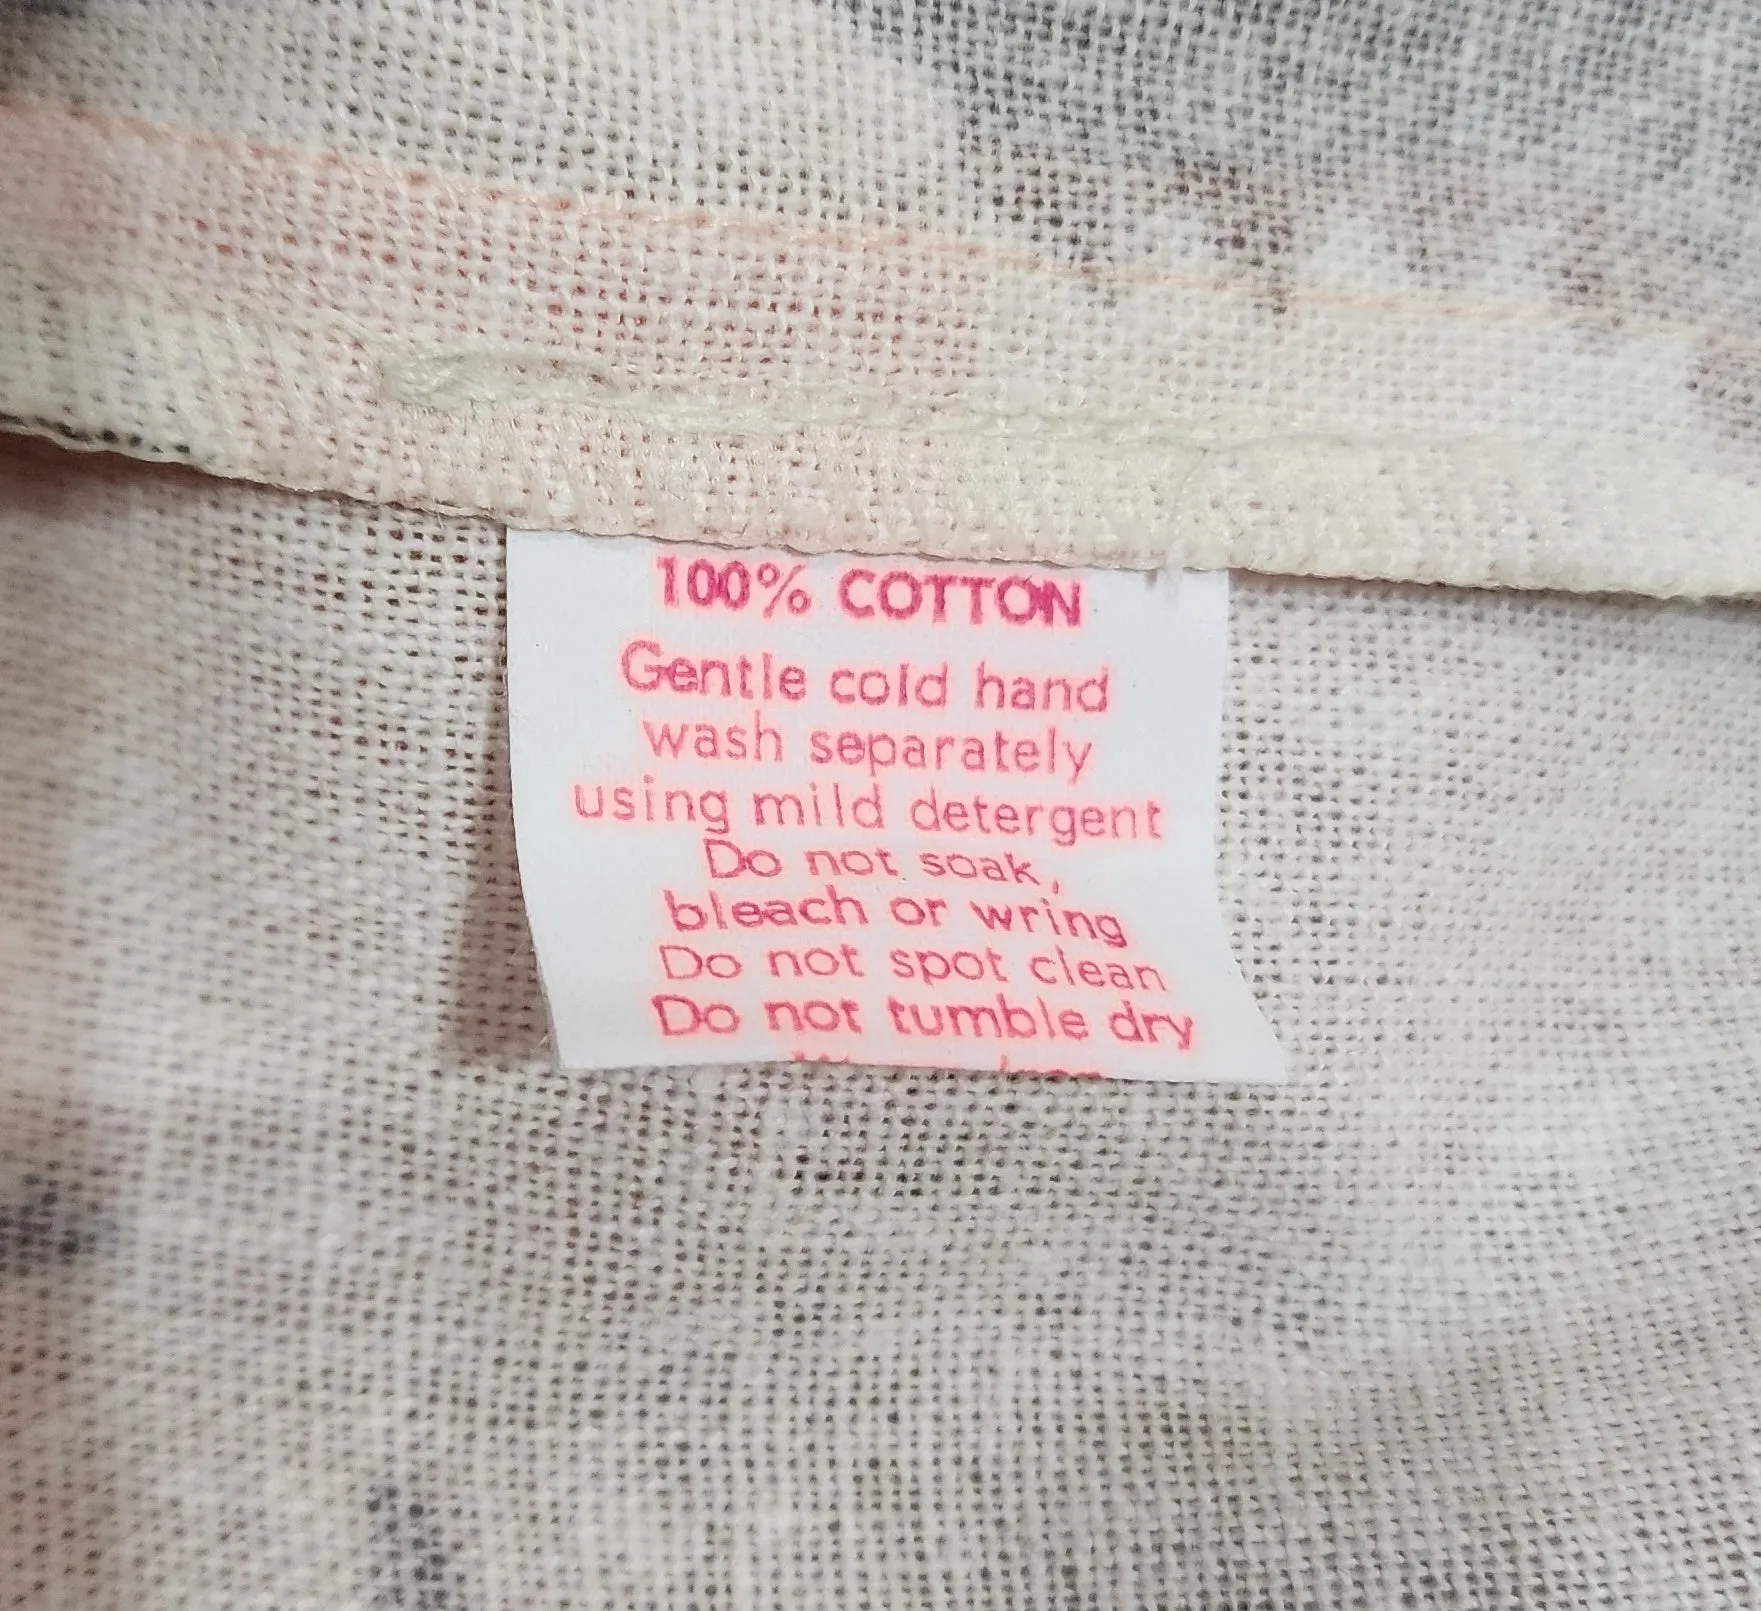 100% COTTON
Gentle cold hand
wash separately
using mild detergent
Do not soak,
bleach or wring
Do not spot clean
Do not tumble dry